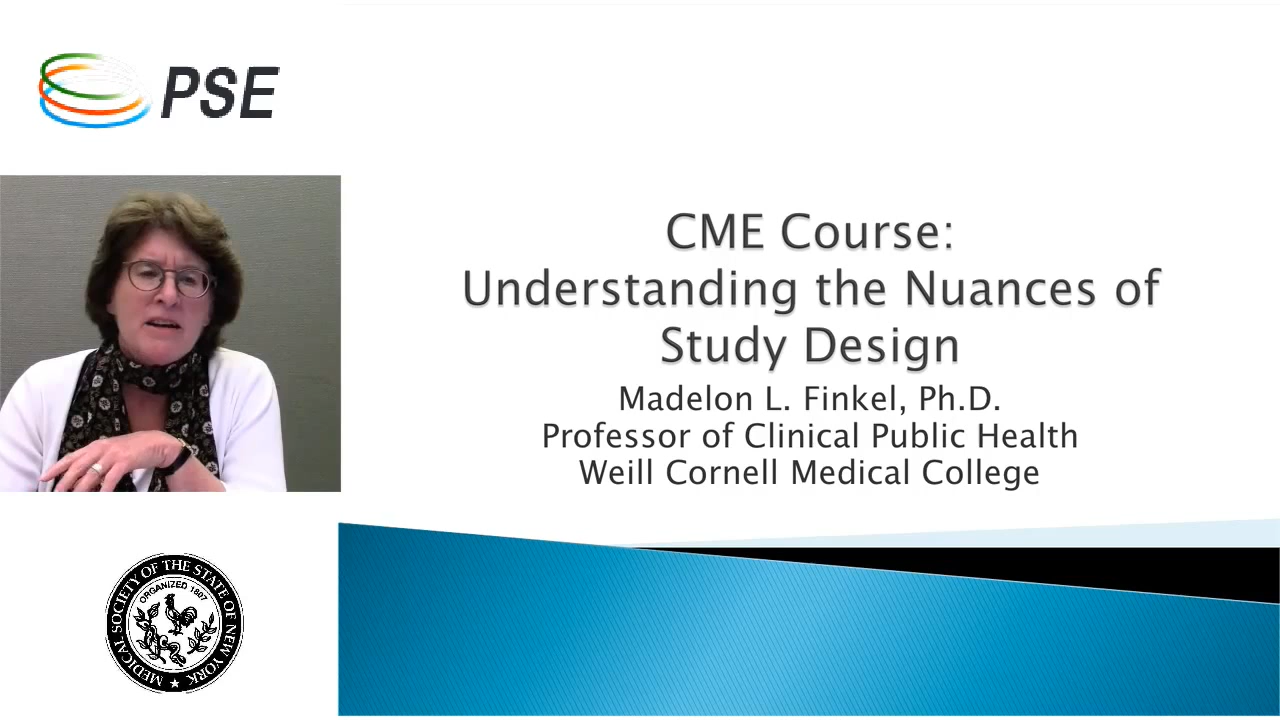 PSE
CME Course:
Understanding the Nuances of
Study Design
Madelon L. Finkel, Ph.D.
Professor of Clinical Public Health
Weill Cornell Medical College
MEDICAL SOCIETY OF THE STATE OF NEW YORK
ORGANIZED 1807